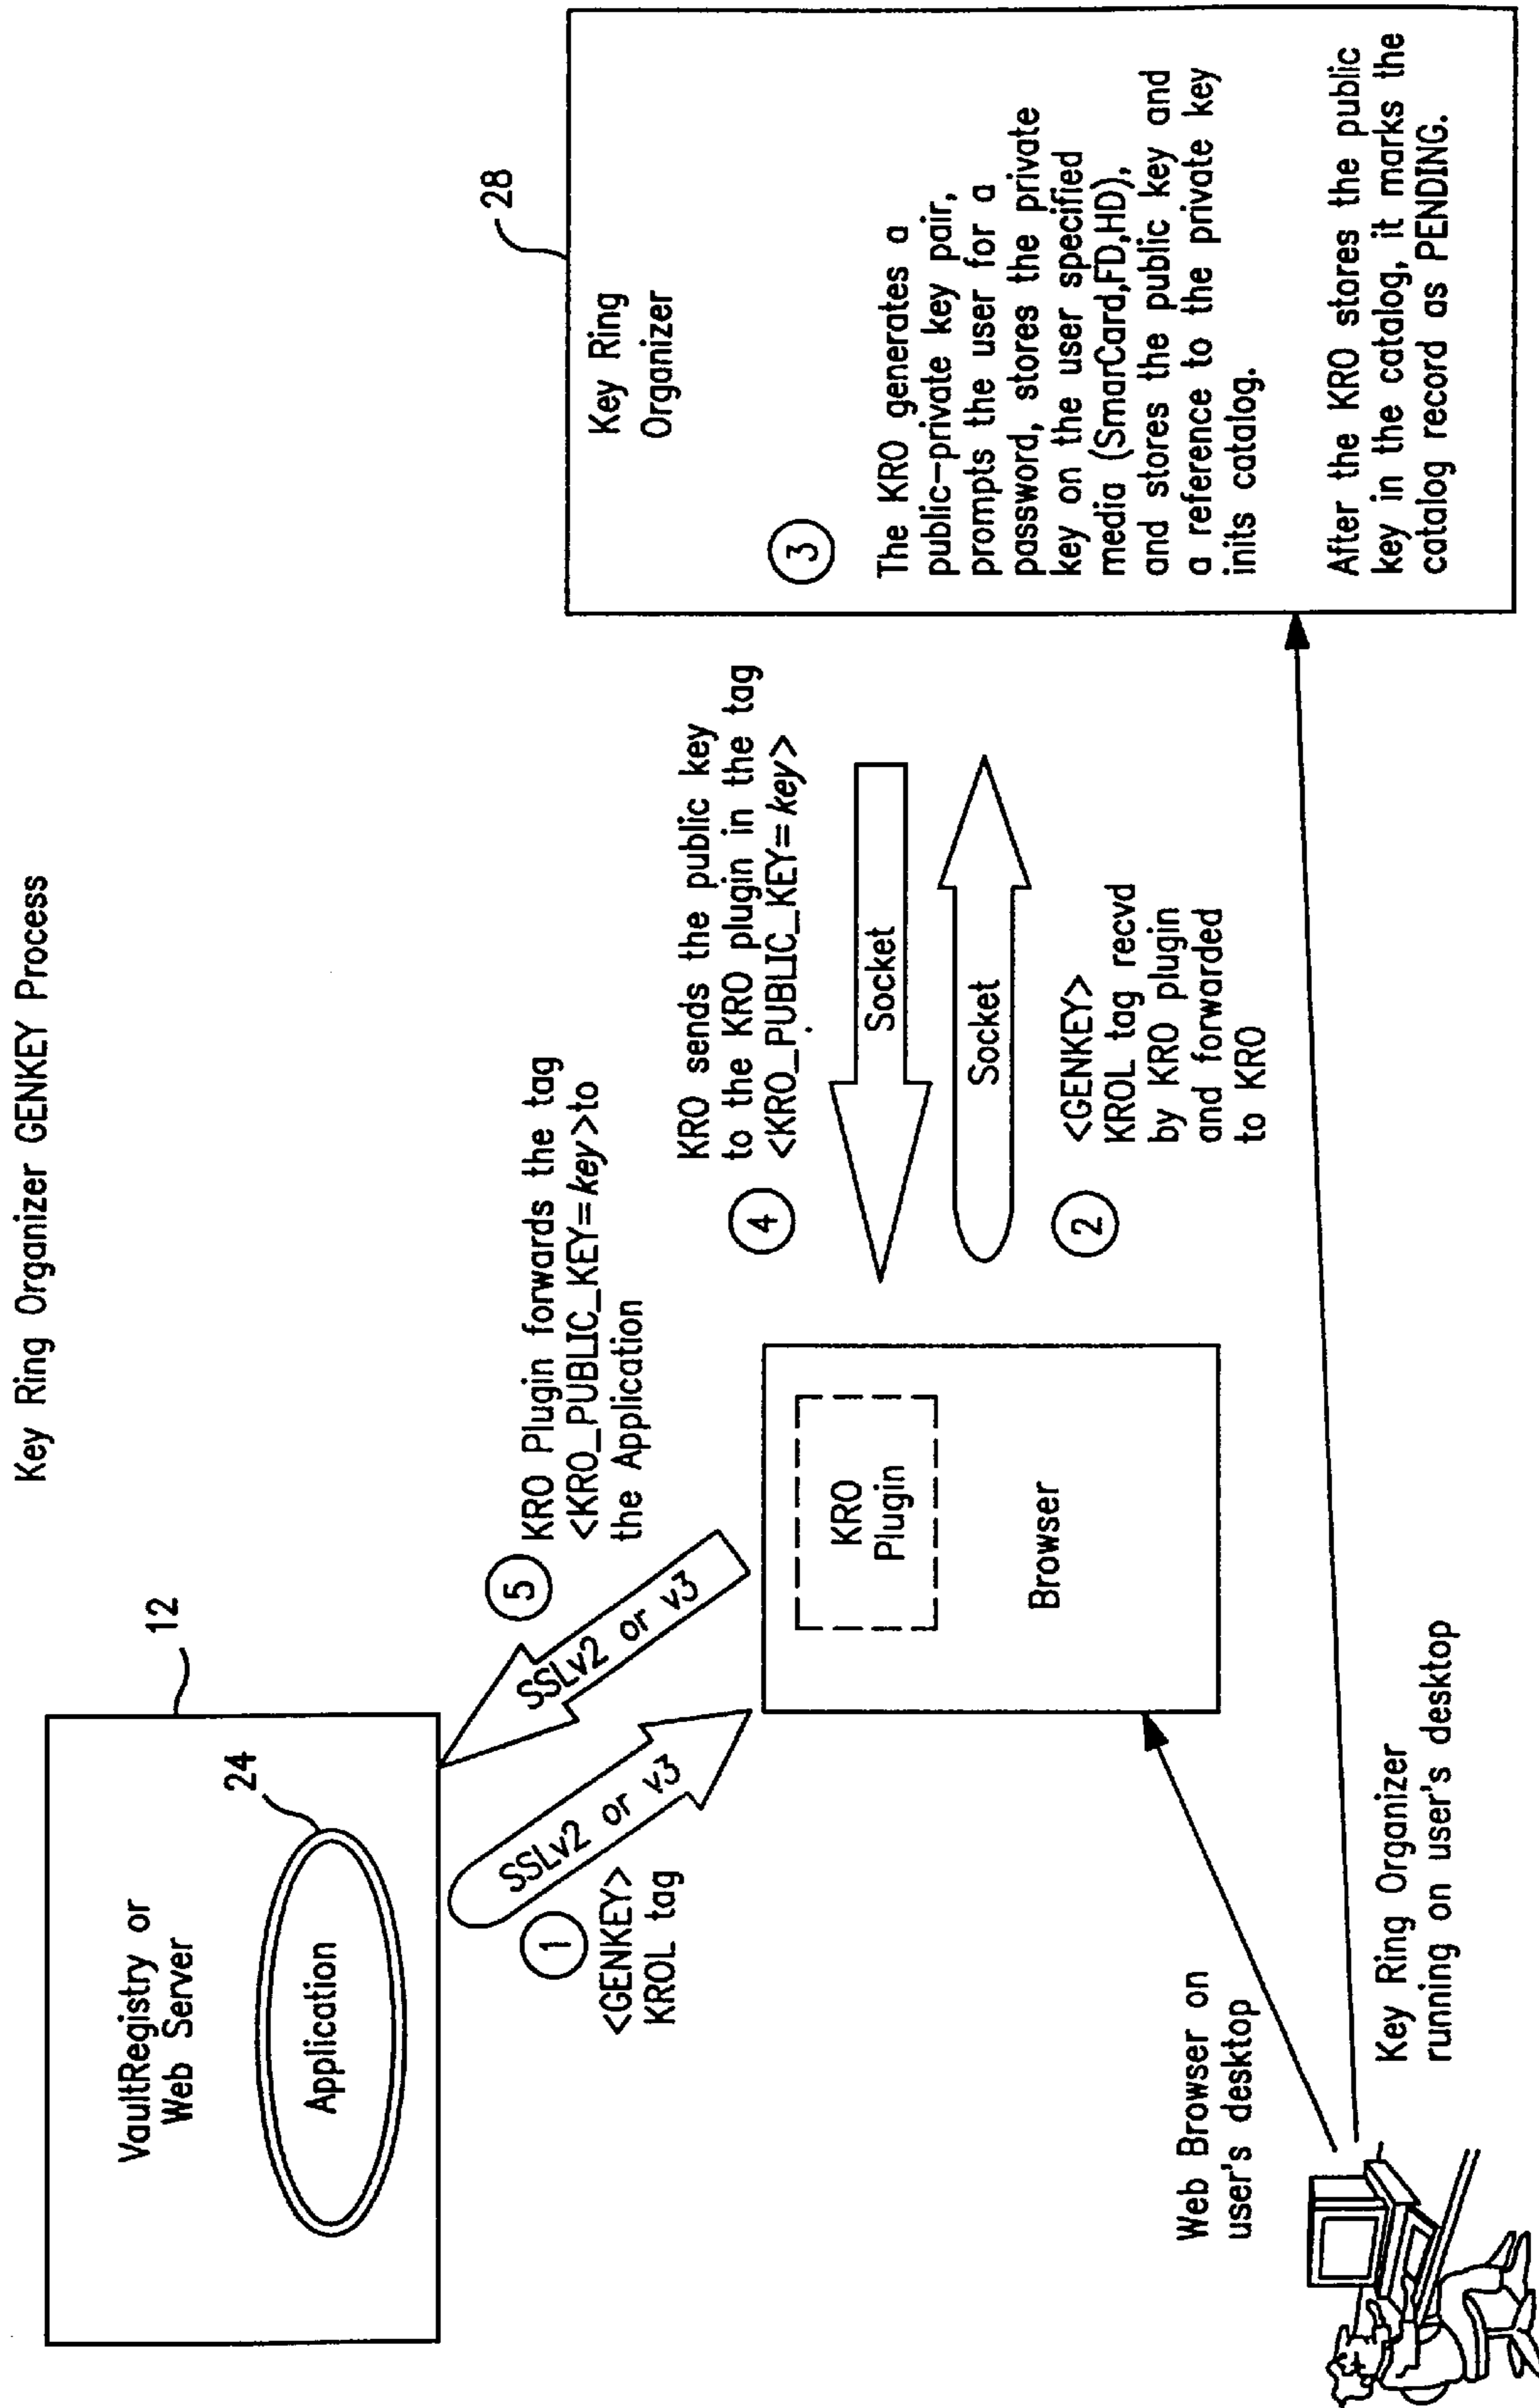 Key Ring Organizer GENKEY Process
12
VaultRegistry or
Web Server
24
Application
SSLv2 or v3
SSLv2 or v3
1
<GENKEY>
KROL tag
5
KRO Plugin forwards the tag
<KRO_PUBLIC_KEY=key>to
the Application
KRO
Plugin
Browser
4
KRO sends the public key
to the KRO plugin in the tag
<KRO_PUBLIC_KEY=key>
Socket
Socket
2
<GENKEY>
KROL tag recvd
by KRO plugin
and forwarded
to KRO
28
Key Ring
Organizer
3
The KRO generates a
public-private key pair,
prompts the user for a
password, stores the private
key on the user specified
media (SmarCard,FD,HD),
and stores the public key and
a reference to the private key
inits catalog.
After the KRO stores the public
key in the catalog, it marks the
catalog record as PENDING.
Web Browser on
user's desktop
Key Ring Organizer
running on user's desktop